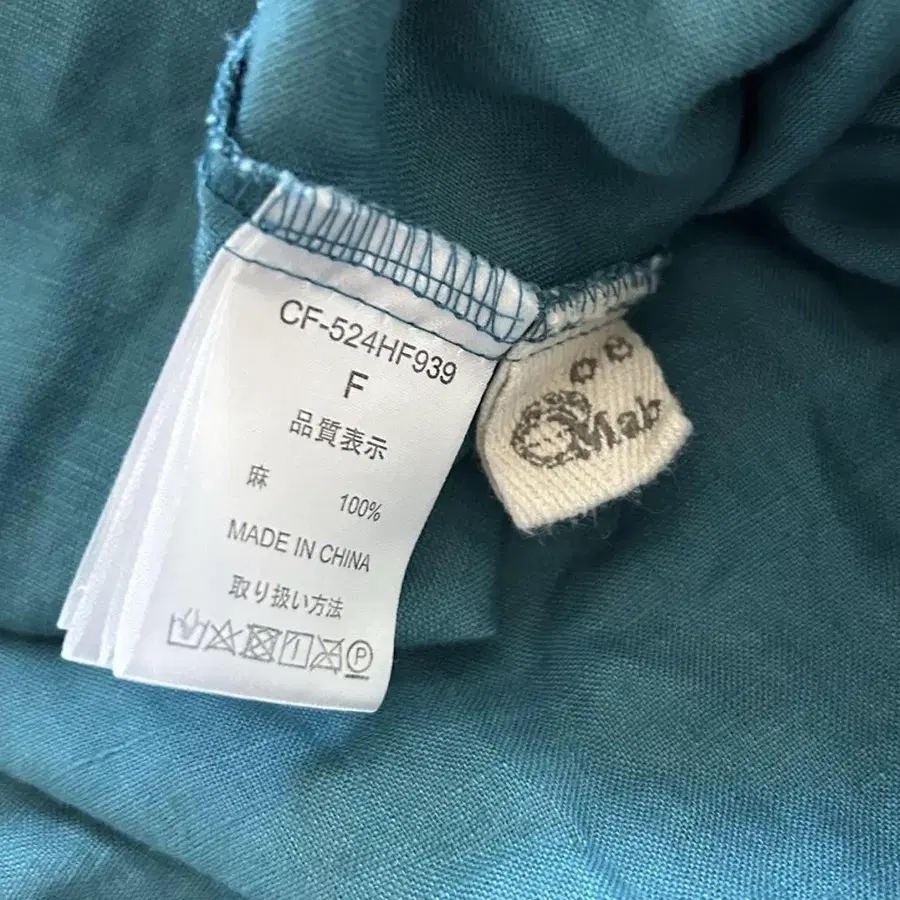 CF-524HF939
F
品質表示
麻 100%
MADE IN CHINA
取り扱い方法
P
Mab